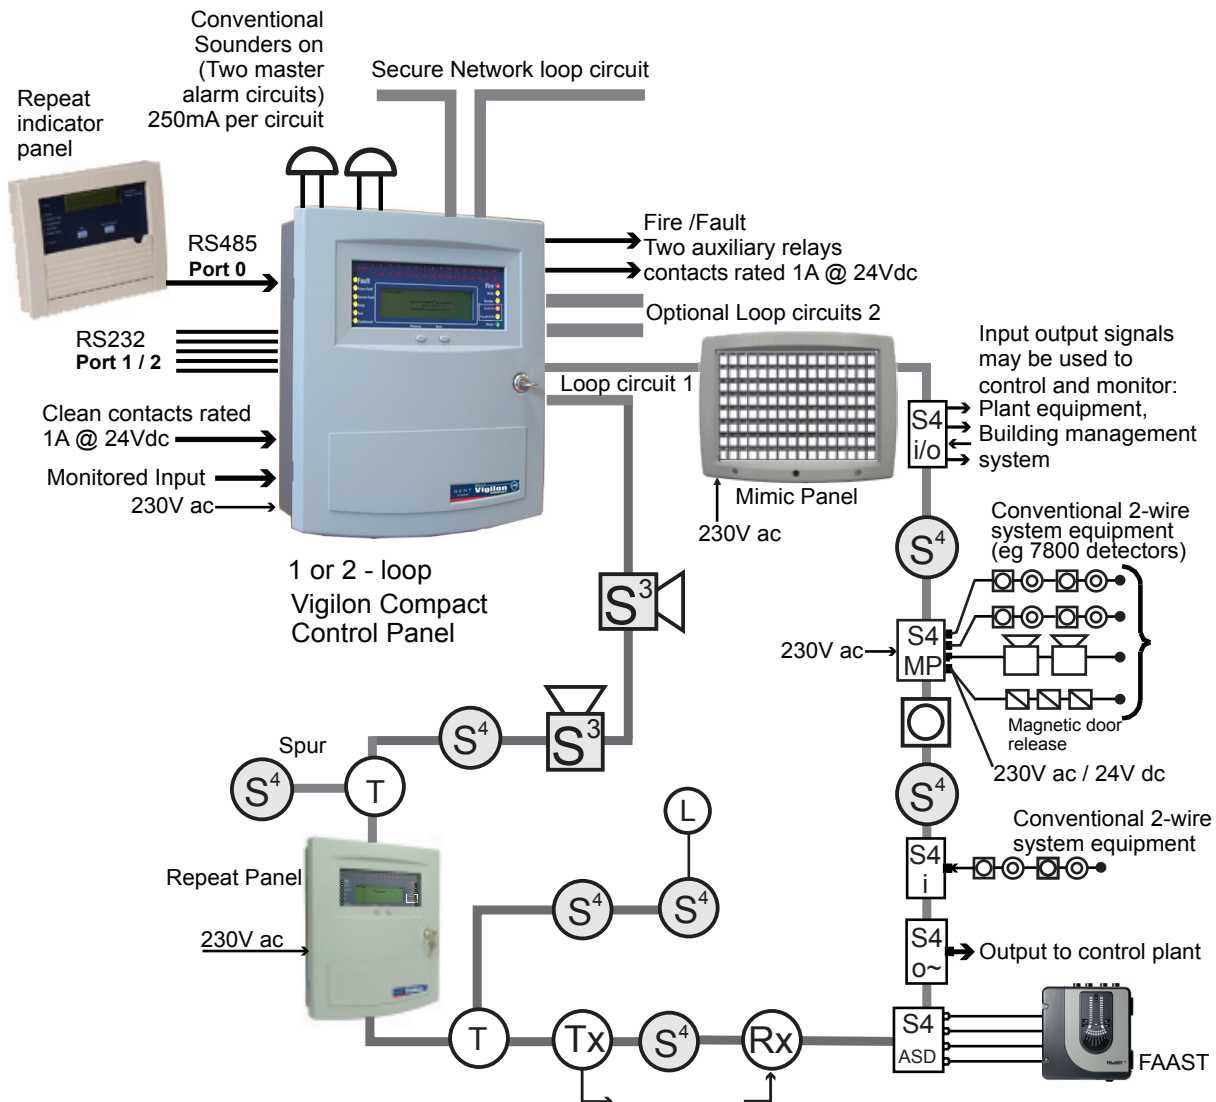 Conventional
Sounders on
(Two master
alarm circuits)
250mA per circuit
Secure Network loop circuit
Repeat
indicator
panel
RS485
Port 0
RS232
Port 1 / 2
Clean contacts rated
1A @ 24Vdc
Monitored Input
230V ac
Fire /Fault
Two auxiliary relays
contacts rated 1A @ 24Vdc
Optional Loop circuits 2
Loop circuit 1
Fault
Fire
GENT
Vigilon
1 or 2 - loop
Vigilon Compact
Control Panel
Mimic Panel
230V ac
Input output signals
may be used to
control and monitor:
Plant equipment,
Building management
system
S4
i/o
S4
Conventional 2-wire
system equipment
(eg 7800 detectors)
230V ac
S4
MP
Magnetic door
release
230V ac / 24V dc
S3
S3
S4
Spur
S4
T
S4
Conventional 2-wire
system equipment
S4
i
L
S4
S4
Repeat Panel
230V ac
S4
o~
Output to control plant
T
Tx
S4
Rx
S4
ASD
FAAST
FAAST